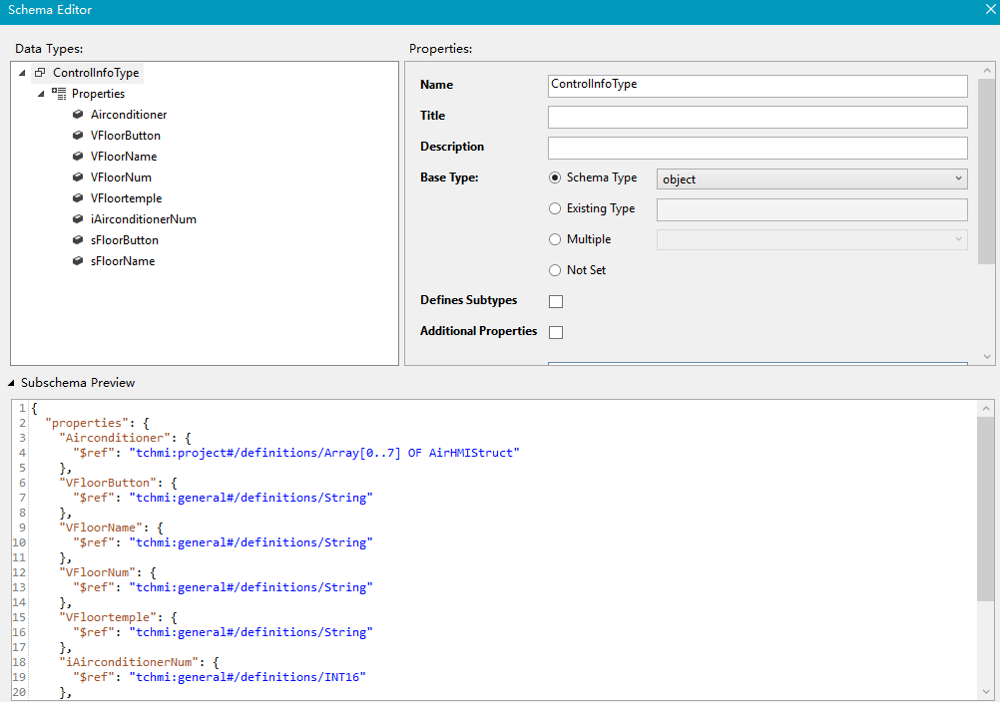 Schema Editor
Data Types:
ControlInfoType
Properties
Airconditioner
VFloorButton
VFloorName
VFloorNum
VFloortemple
iAirconditionerNum
sFloorButton
sFloorName
Properties:
Name ControlInfoType
Title
Description
Base Type: Schema Type object
Existing Type
Multiple
Not Set
Defines Subtypes
Additional Properties
Subschema Preview
1 {
2 "properties": {
3 "Airconditioner": {
4 "$ref": "tchmi:project#/definitions/Array[0..7] OF AirHMIStruct"
5 },
6 "VFloorButton": {
7 "$ref": "tchmi:general#/definitions/String"
8 },
9 "VFloorName": {
10 "$ref": "tchmi:general#/definitions/String"
11 },
12 "VFloorNum": {
13 "$ref": "tchmi:general#/definitions/String"
14 },
15 "VFloortemple": {
16 "$ref": "tchmi:general#/definitions/String"
17 },
18 "iAirconditionerNum": {
19 "$ref": "tchmi:general#/definitions/INT16"
20 },